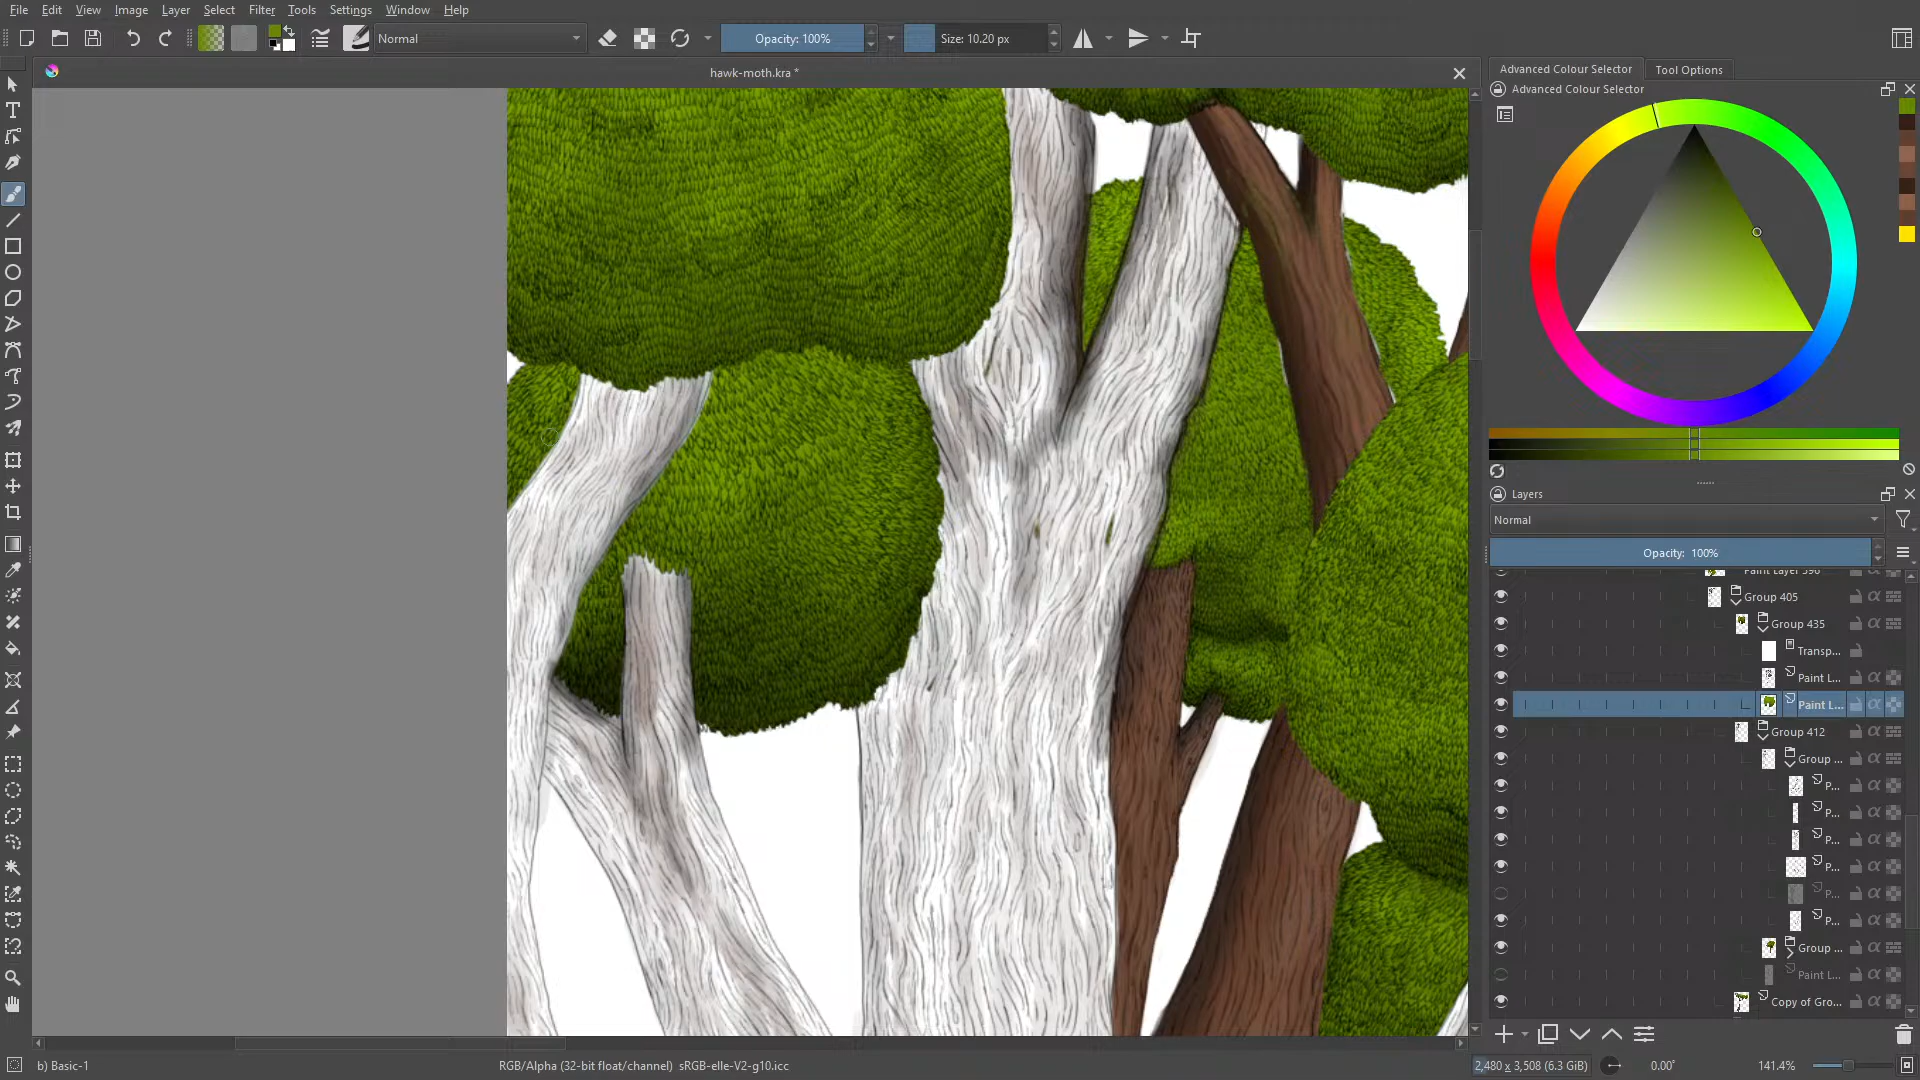 File Edit View Image Layer Select Filter Tools Settings Window Help
Normal
Opacity: 100%
Size: 10.20 px
hawk-moth.kra *
Advanced Colour Selector
Tool Options
Advanced Colour Selector
Layers
Normal
Opacity: 100%
Paint Layer 396
Group 405
Group 435
Transp...
Paint L...
Paint L...
Group 412
Group ...
P...
P...
P...
P...
P...
P...
Group ...
Paint L...
Copy of Gro...
b) Basic-1
RGB/Alpha (32-bit float/channel) sRGB-elle-V2-g10.icc
2,480 x 3,508 (6.3 GiB)
0.00°
141.4%